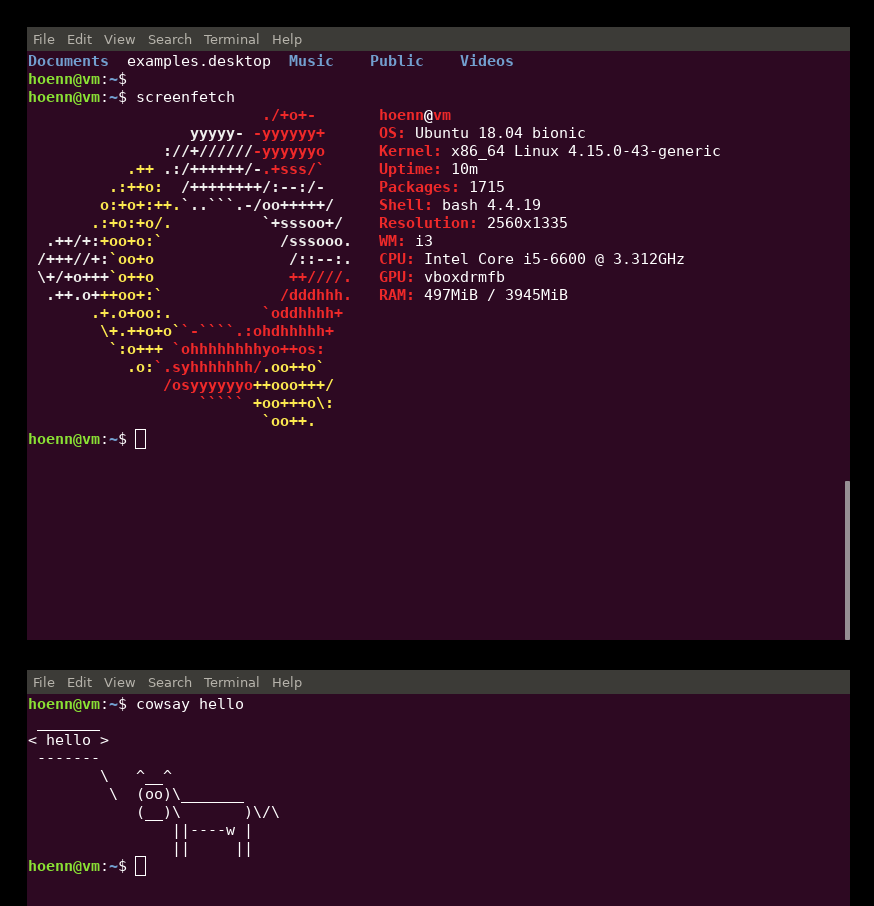 File Edit View Search Terminal Help
Documents  examples.desktop  Music    Public    Videos
hoenn@vm:~$
hoenn@vm:~$ screenfetch
                          ./+o+-       hoenn@vm
                  yyyyy- -yyyyyy+      OS: Ubuntu 18.04 bionic
               ://+//////-yyyyyyo      Kernel: x86_64 Linux 4.15.0-43-generic
           .++ .:/++++++/-.+sss/`      Uptime: 10m
         .:++o:  /++++++++/:--:/-      Packages: 1715
        o:+o+:++.`..```.-/oo+++++/     Shell: bash 4.4.19
       .:+o:+o/.          `+sssoo+/    Resolution: 2560x1335
  .++/+:+oo+o:`             /sssooo.   WM: i3
 /+++//+:`oo+o               /::--:.   CPU: Intel Core i5-6600 @ 3.312GHz
 \+/+o+++`o++o               ++////.   GPU: vboxdrmfb
  .++.o+++oo+:`             /dddhhh.   RAM: 497MiB / 3945MiB
       .+.o+oo:.          `oddhhhh+
        \+.++o+o``-````.:ohdhhhhh+
         `:o+++ `ohhhhhhhhyo++os:
           .o:`.syhhhhhhh/.oo++o`
               /osyyyyyyo++ooo+++/
                   ````` +oo+++o\:
                          `oo++.
hoenn@vm:~$
File Edit View Search Terminal Help
hoenn@vm:~$ cowsay hello
 _______
< hello >
 -------
        \   ^__^
         \  (oo)\_______
            (__)\       )\/\
                ||----w |
                ||     ||
hoenn@vm:~$